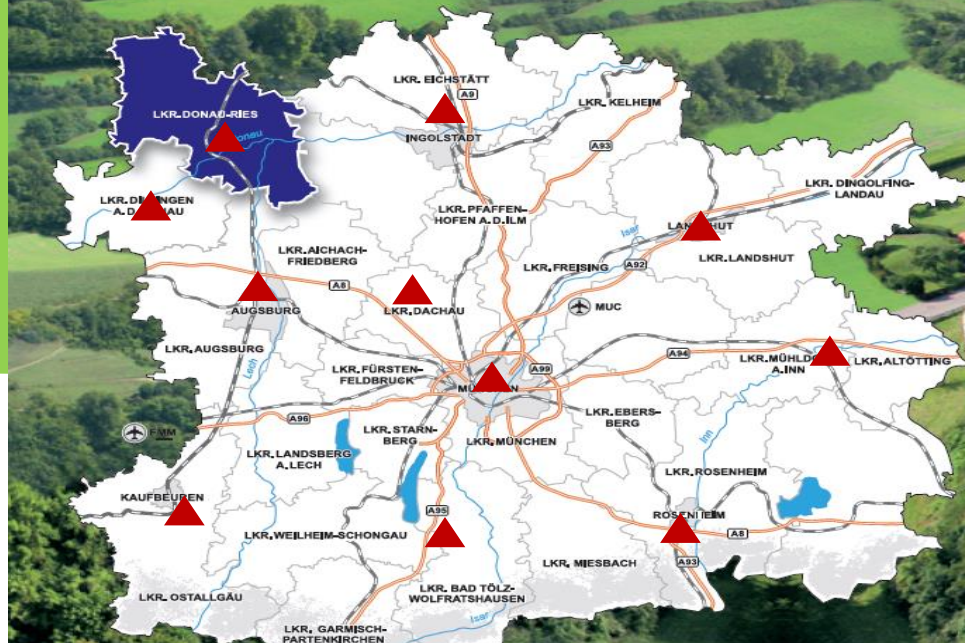 LKR. EICHSTÄTT
A9
LKR. KELHEIM
LKR. DONAU-RIES
INGOLSTADT
A93
LKR. DINGOLFING-
LANDAU
LKR. PFAFFEN-
HOFEN A.D. ILM
Isar
LKR. AICHACH-
FRIEDBERG
LKR. FREISING
A92
LKR. LANDSHUT
A8
MUC
LKR. DACHAU
AUGSBURG
LKR. AUGSBURG
Lech
LKR. FÜRSTEN-
FELDBRUCK
A99
A94
LKR. ALTÖTTING
A.INN
A96
LKR. STARN-
BERG
LKR. MÜNCHEN
LKR. EBERS-
BERG
Inn
FMM
LKR. LANDSBERG
A. LECH
LKR. ROSENHEIM
KAUFBEUREN
A95
LKR. WEILHEIM-SCHONGAU
ROSENHEIM
A8
A93
LKR. MIESBACH
LKR. BAD TÖLZ-
WOLFRATSHAUSEN
LKR. OSTALLGÄU
Isar
LKR. GARMISCH-
PARTENKIRCHEN